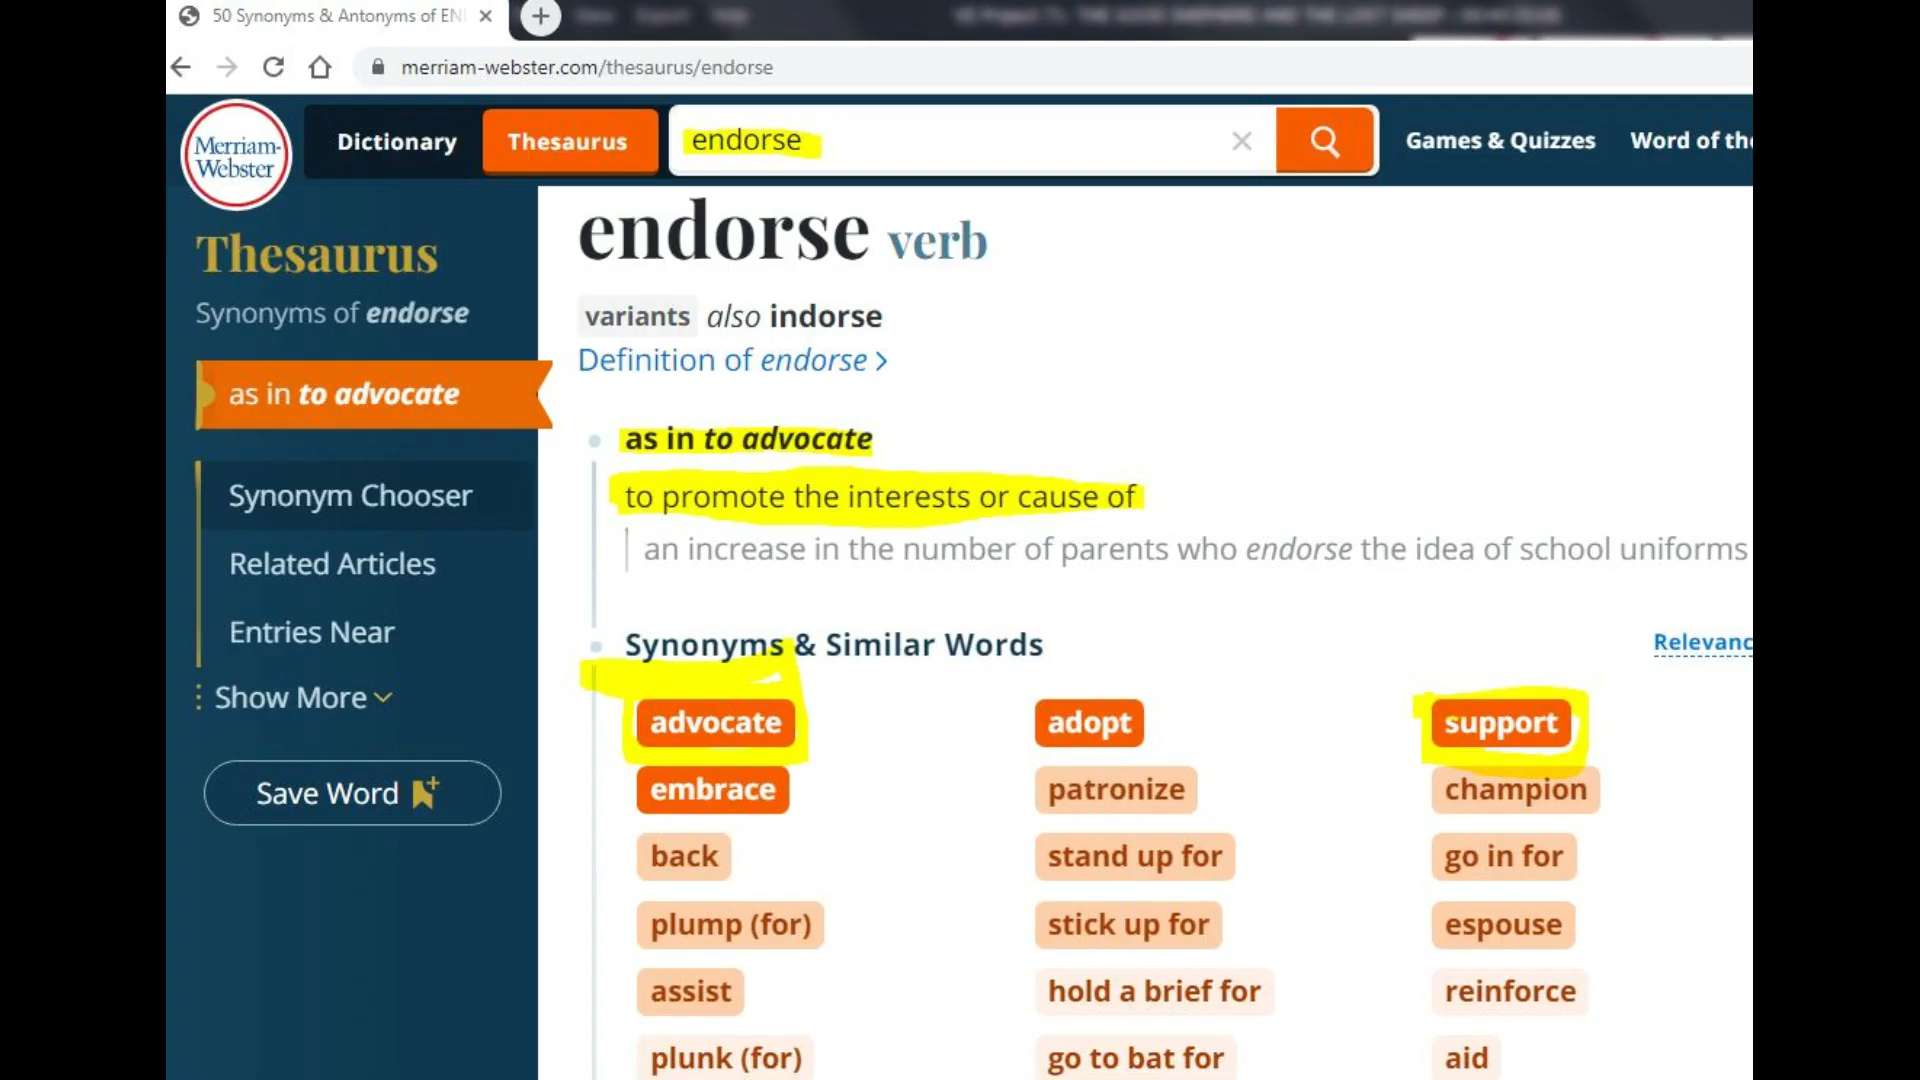 50 Synonyms & Antonyms of EN
merriam-webster.com/thesaurus/endorse
Merriam-
Webster
Dictionary
Thesaurus
endorse
Games & Quizzes
Word of the
Thesaurus
Synonyms of endorse
as in to advocate
Synonym Chooser
Related Articles
Entries Near
Show More
Save Word
endorse verb
variants also indorse
Definition of endorse >
as in to advocate
to promote the interests or cause of
an increase in the number of parents who endorse the idea of school uniforms
Synonyms & Similar Words
Relevanc
advocate adopt support
embrace patronize champion
back stand up for go in for
plump (for) stick up for espouse
assist hold a brief for reinforce
plunk (for) go to bat for aid